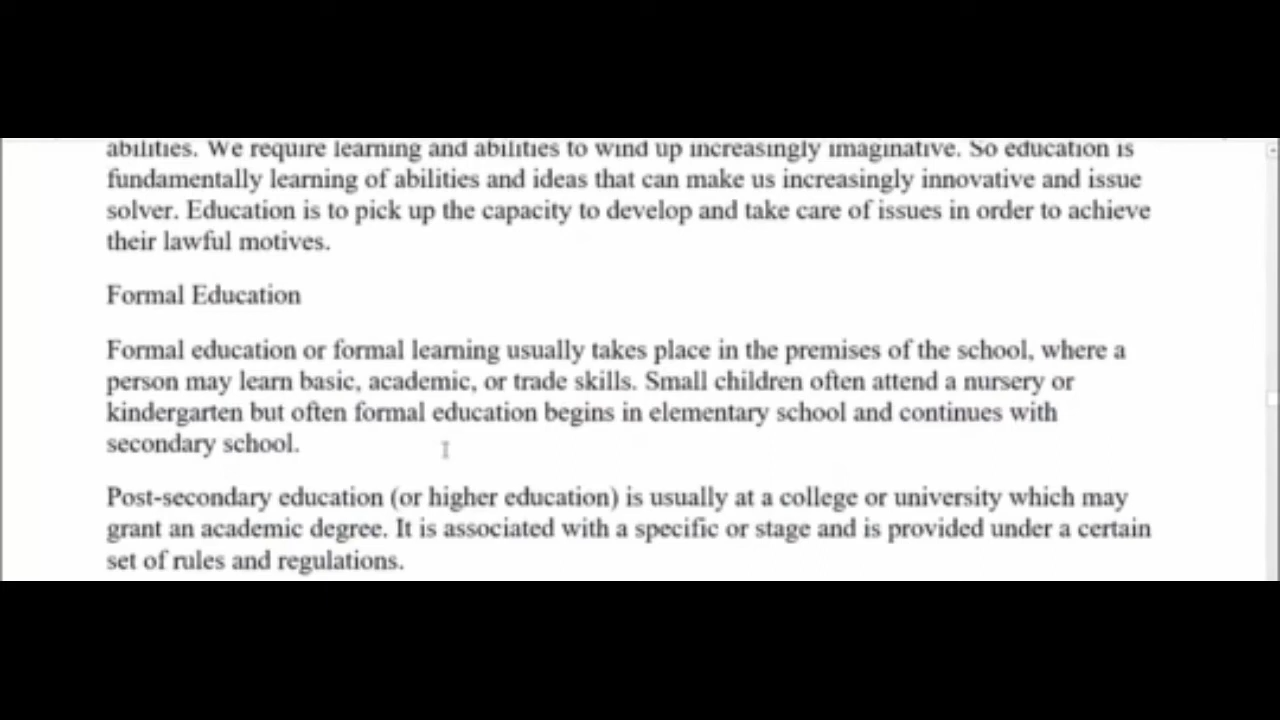 abilities. We require learning and abilities to wind up increasingly imaginative. So education is
fundamentally learning of abilities and ideas that can make us increasingly innovative and issue
solver. Education is to pick up the capacity to develop and take care of issues in order to achieve
their lawful motives.
Formal Education
Formal education or formal learning usually takes place in the premises of the school, where a
person may learn basic, academic, or trade skills. Small children often attend a nursery or
kindergarten but often formal education begins in elementary school and continues with
secondary school.
Post-secondary education (or higher education) is usually at a college or university which may
grant an academic degree. It is associated with a specific or stage and is provided under a certain
set of rules and regulations.